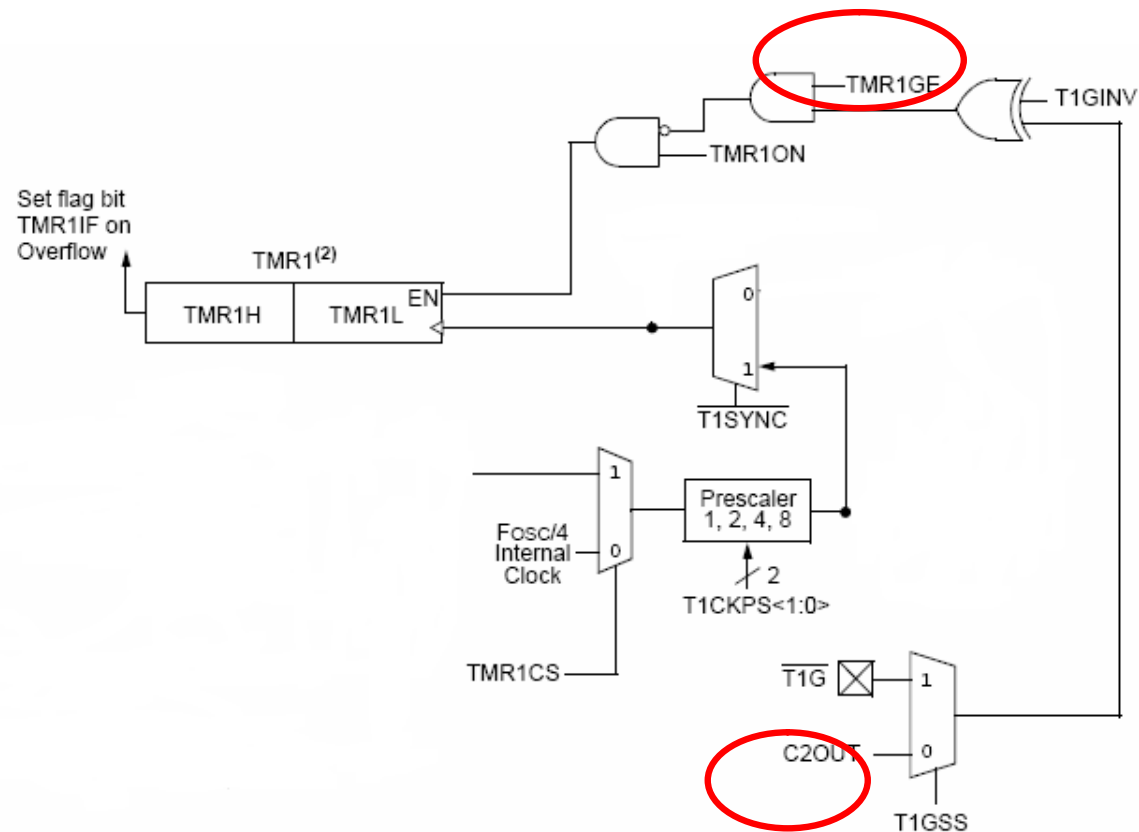 TMR1GE
T1GINV
TMR1ON
Set flag bit
TMR1IF on
Overflow
TMR1(2)
EN
TMR1H
TMR1L
0
1
T1SYNC
1
Prescaler
1, 2, 4, 8
Fosc/4
Internal
Clock
0
2
T1CKPS<1:0>
TMR1CS
T1G
1
C2OUT
0
T1GSS